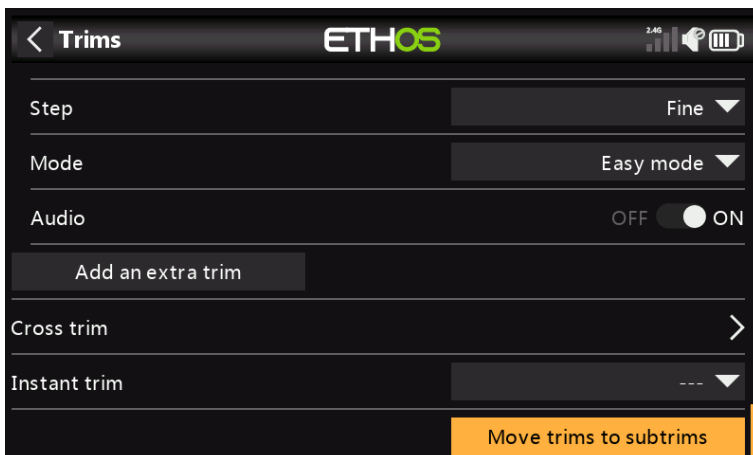 Trims ETHOS 2.4G
Step Fine
Mode Easy mode
Audio OFF ON
Add an extra trim
Cross trim
Instant trim ---
Move trims to subtrims